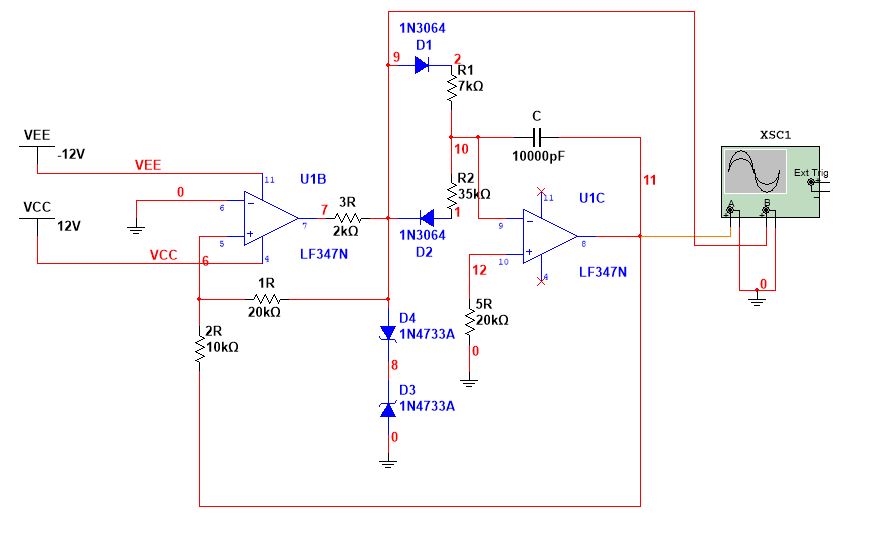 1N3064
D1
9
2
R1
7kΩ
C
10000pF
10
XSC1
Ext Trig
+
−
A
B
+ − + −
VEE
-12V
VEE
11
U1B
0
6
−
VCC
12V
+
5
7
7
3R
2kΩ
4
VCC
6
LF347N
R2
35kΩ
1
1N3064
D2
U1C
11
9
−
+
10
8
4
LF347N
11
12
0
1R
20kΩ
2R
10kΩ
D4
1N4733A
8
D3
1N4733A
0
5R
20kΩ
0